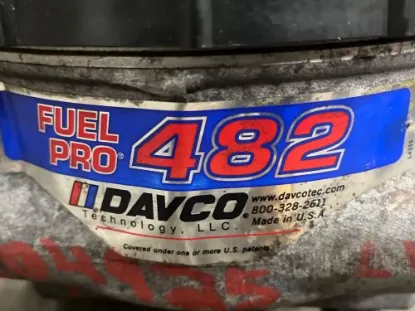 FUEL
PRO® 482
DAVCO®
Technology, LLC.
www.davcotec.com
800-328-2611
Made in U.S.A.
Covered under one or more U.S. patents